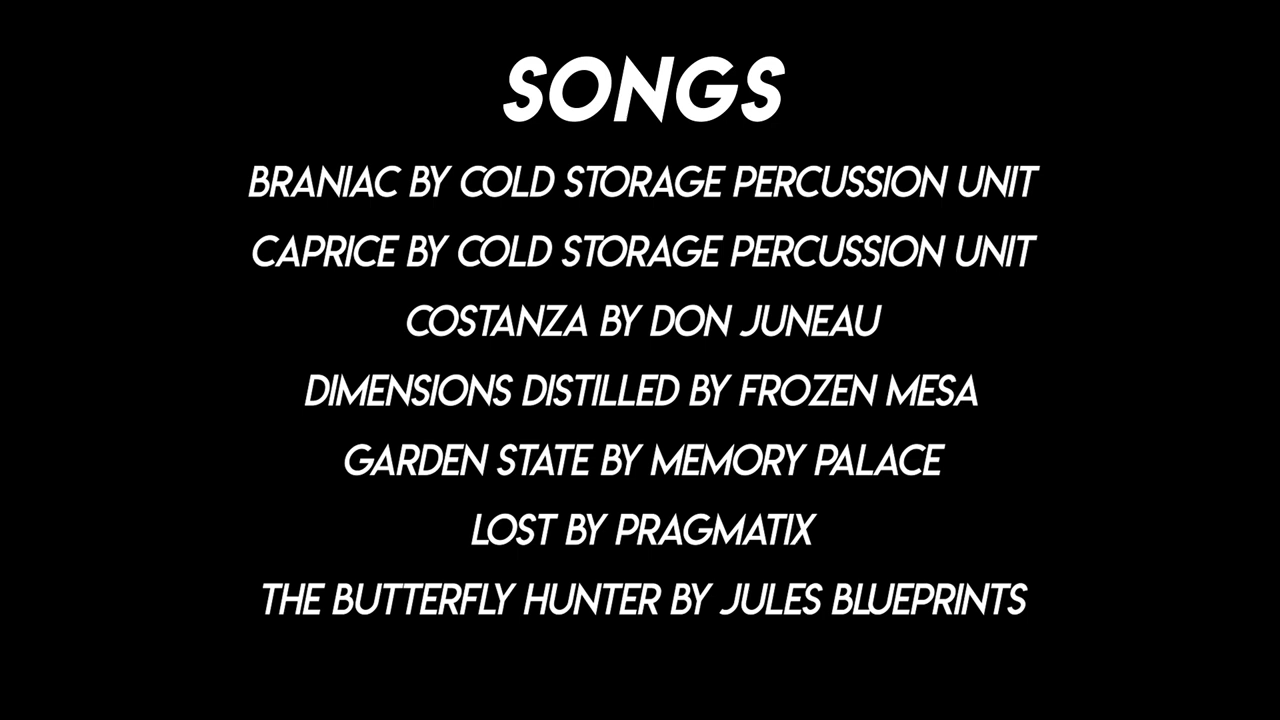 SONGS
BRANIAC BY COLD STORAGE PERCUSSION UNIT
CAPRICE BY COLD STORAGE PERCUSSION UNIT
COSTANZA BY DON JUNEAU
DIMENSIONS DISTILLED BY FROZEN MESA
GARDEN STATE BY MEMORY PALACE
LOST BY PRAGMATIX
THE BUTTERFLY HUNTER BY JULES BLUEPRINTS